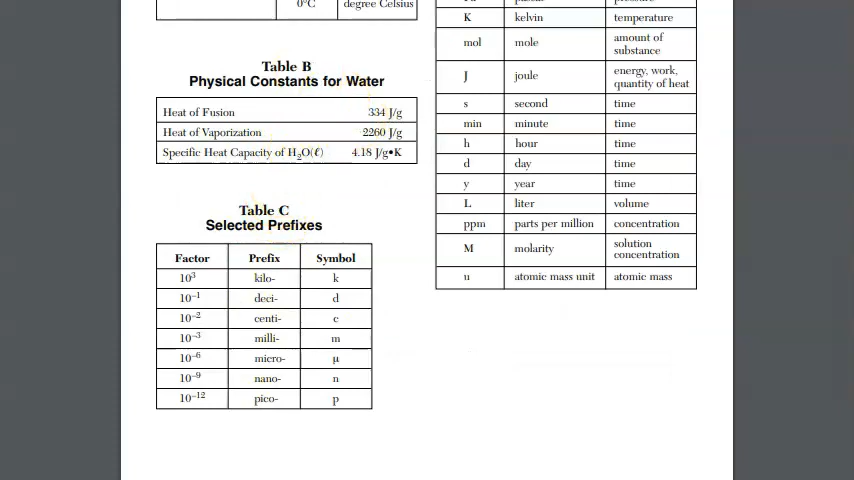 0°C degree Celsius
Table B
Physical Constants for Water
Heat of Fusion 334 J/g
Heat of Vaporization 2260 J/g
Specific Heat Capacity of H₂O(ℓ) 4.18 J/g•K
Table C
Selected Prefixes
Factor Prefix Symbol
10³ kilo- k
10⁻¹ deci- d
10⁻² centi- c
10⁻³ milli- m
10⁻⁶ micro- μ
10⁻⁹ nano- n
10⁻¹² pico- p
K kelvin temperature
mol mole amount of
substance
J joule energy, work,
quantity of heat
s second time
min minute time
h hour time
d day time
y year time
L liter volume
ppm parts per million concentration
M molarity solution
concentration
u atomic mass unit atomic mass